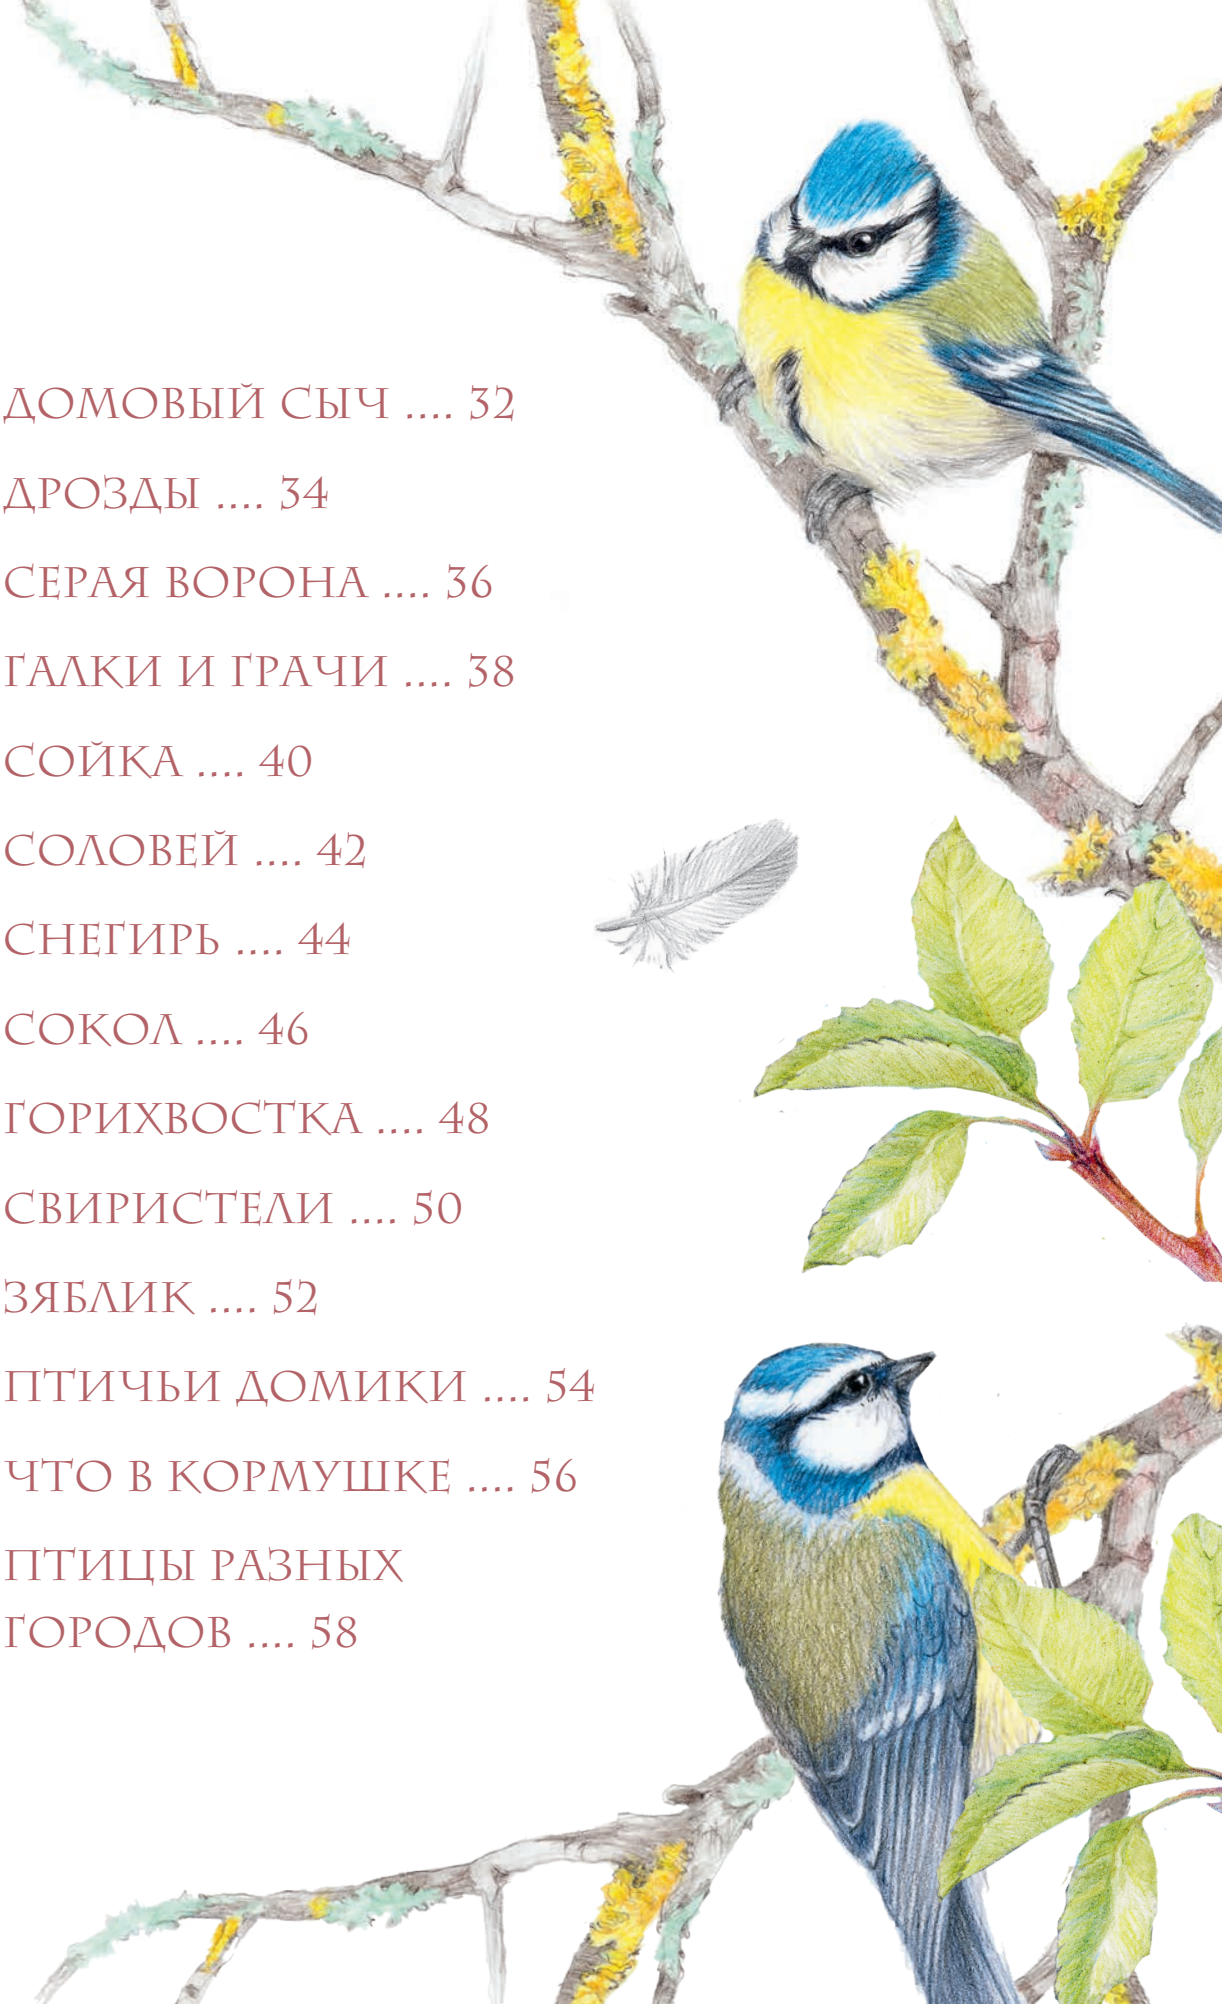 ДОМОВЫЙ СЫЧ .... 32
ДРОЗДЫ .... 34
СЕРАЯ ВОРОНА .... 36
ГАЛКИ И ГРАЧИ .... 38
СОЙКА .... 40
СОЛОВЕЙ .... 42
СНЕГИРЬ .... 44
СОКОЛ .... 46
ГОРИХВОСТКА .... 48
СВИРИСТЕЛИ .... 50
ЗЯБЛИК .... 52
ПТИЧЬИ ДОМИКИ .... 54
ЧТО В КОРМУШКЕ .... 56
ПТИЦЫ РАЗНЫХ
ГОРОДОВ .... 58